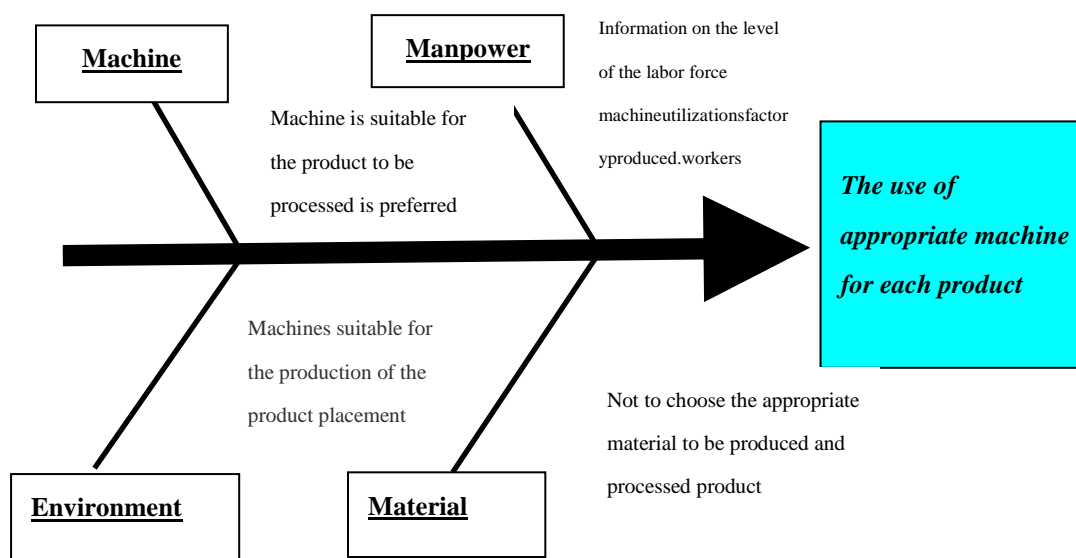 Machine
Manpower
Information on the level
of the labor force
machineutilizationsfactor
yproduced.workers
Machine is suitable for
the product to be
processed is preferred
The use of
appropriate machine
for each product
Machines suitable for
the production of the
product placement
Not to choose the appropriate
material to be produced and
processed product
Environment
Material